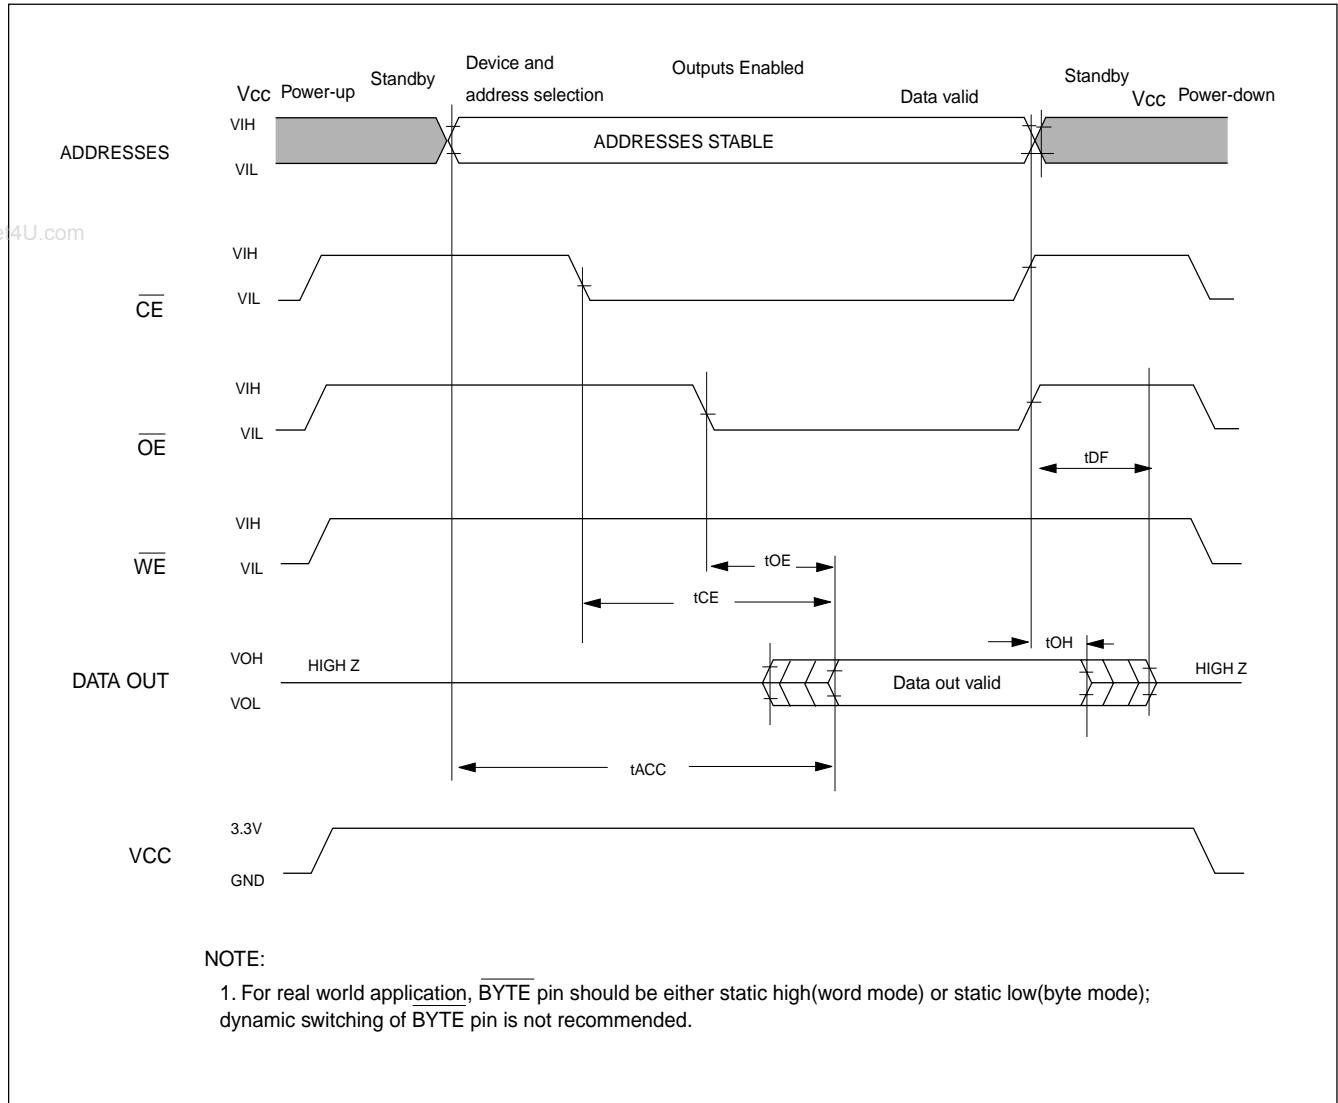 Device and
address selection
Outputs Enabled
Standby
Vcc Power-up
Data valid
Standby
Vcc Power-down
VIH
ADDRESSES
ADDRESSES STABLE
VIL
et4U.com
VIH
VIL
CE
VIH
VIL
OE
tDF
VIH
WE
VIL
tOE
tCE
tOH
VOH
HIGH Z
DATA OUT
Data out valid
HIGH Z
VOL
tACC
3.3V
VCC
GND
NOTE:
1. For real world application, BYTE pin should be either static high(word mode) or static low(byte mode);
dynamic switching of BYTE pin is not recommended.